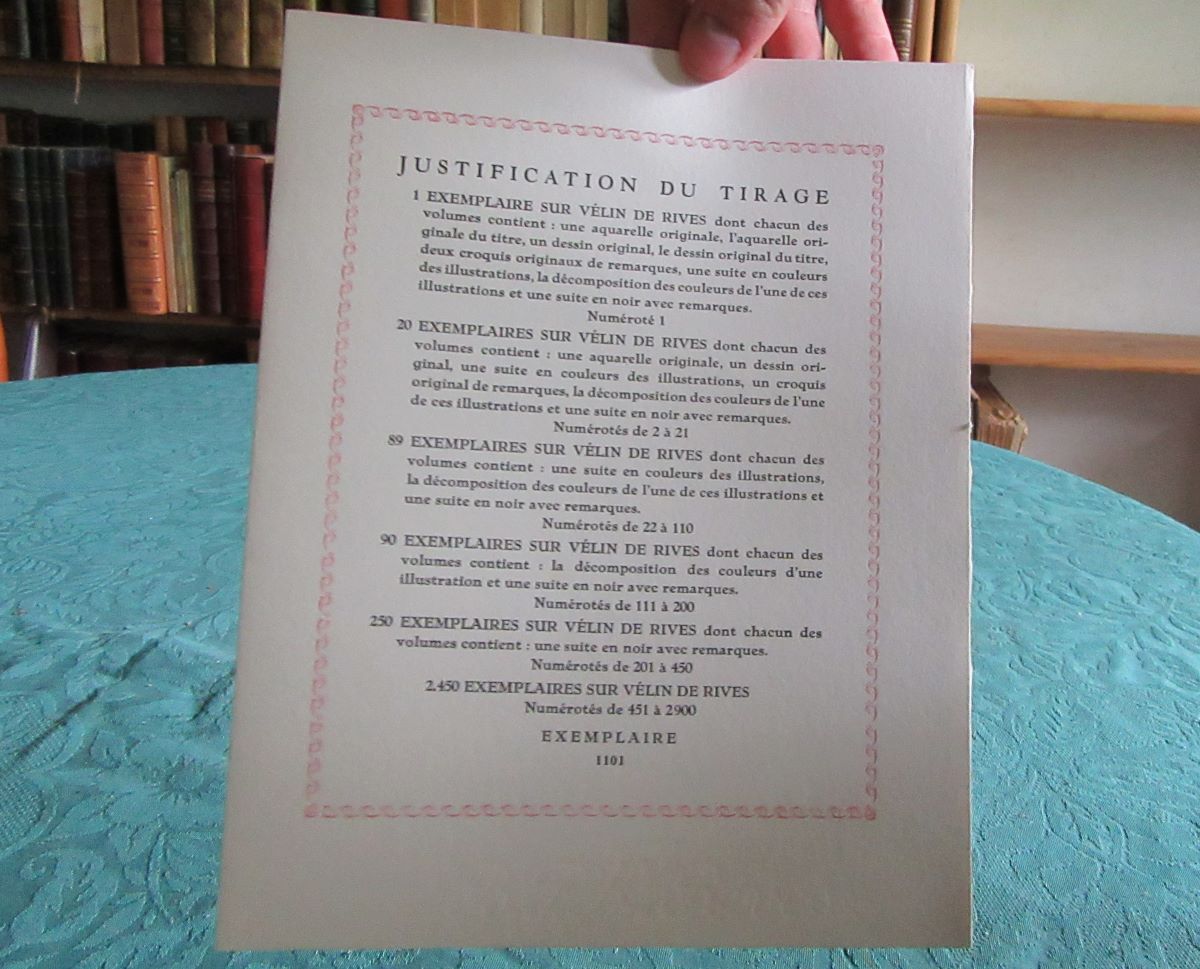 JUSTIFICATION DU TIRAGE
1 EXEMPLAIRE SUR VÉLIN DE RIVES dont chacun des
volumes contient : une aquarelle originale, l'aquarelle ori-
ginale du titre, un dessin original, le dessin original du titre,
deux croquis originaux de remarques, une suite en couleurs
des illustrations, la décomposition des couleurs de l'une de ces
illustrations et une suite en noir avec remarques.
Numéroté 1
20 EXEMPLAIRES SUR VÉLIN DE RIVES dont chacun des
volumes contient : une aquarelle originale, un dessin ori-
ginal, une suite en couleurs des illustrations, un croquis
original de remarques, la décomposition des couleurs de l'une
de ces illustrations et une suite en noir avec remarques.
Numérotés de 2 à 21
89 EXEMPLAIRES SUR VÉLIN DE RIVES dont chacun des
volumes contient : une suite en couleurs des illustrations,
la décomposition des couleurs de l'une de ces illustrations et
une suite en noir avec remarques.
Numérotés de 22 à 110
90 EXEMPLAIRES SUR VÉLIN DE RIVES dont chacun des
volumes contient : la décomposition des couleurs d'une
illustration et une suite en noir avec remarques.
Numérotés de 111 à 200
250 EXEMPLAIRES SUR VÉLIN DE RIVES dont chacun des
volumes contient : une suite en noir avec remarques.
Numérotés de 201 à 450
2.450 EXEMPLAIRES SUR VÉLIN DE RIVES
Numérotés de 451 à 2900
EXEMPLAIRE
1101